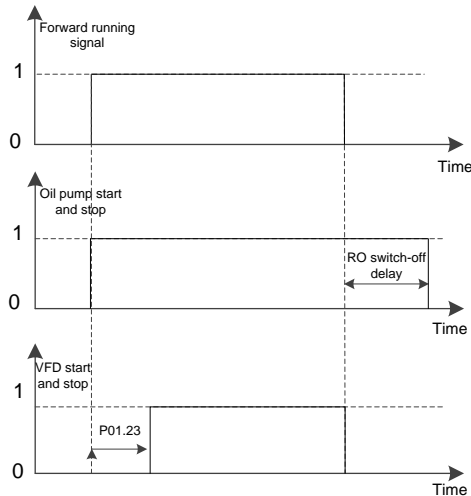 Forward running
signal
1
0
Time
Oil pump start
and stop
1
RO switch-off
delay
0
Time
VFD start
and stop
1
P01.23
0
Time